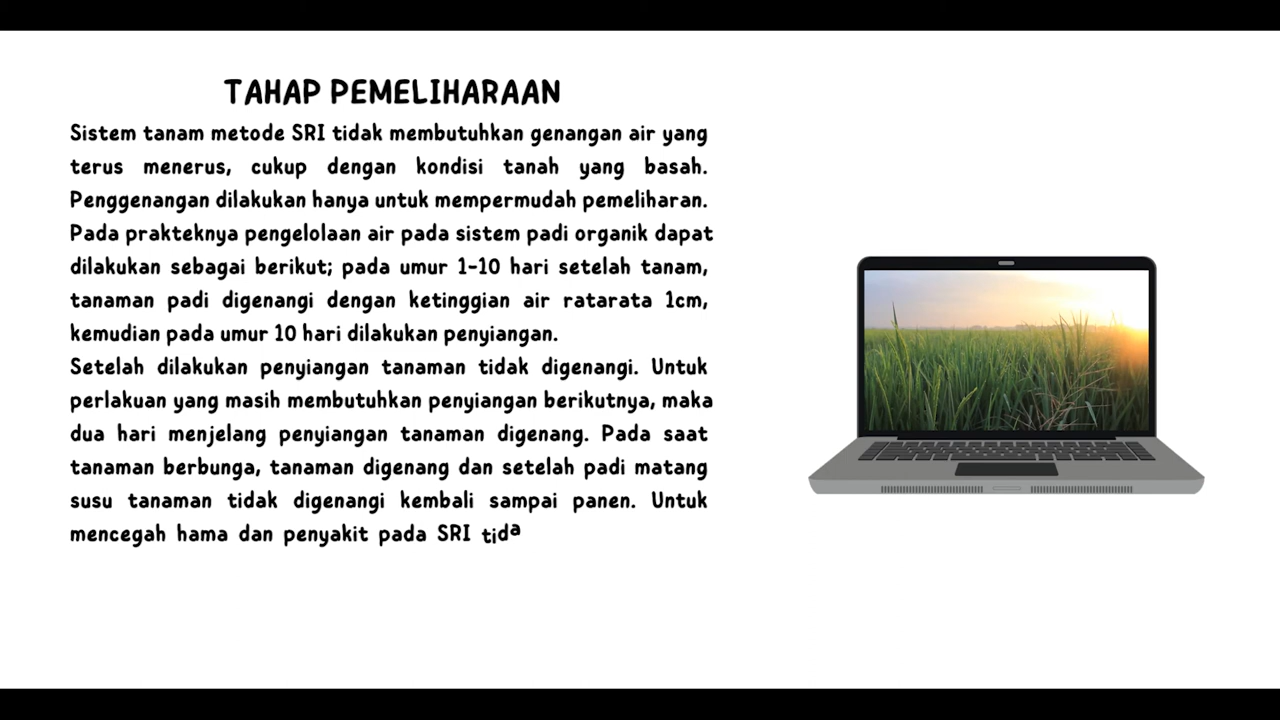 TAHAP PEMELIHARAAN
Sistem tanam metode SRI tidak membutuhkan genangan air yang
terus menerus, cukup dengan kondisi tanah yang basah.
Penggenangan dilakukan hanya untuk mempermudah pemeliharan.
Pada prakteknya pengelolaan air pada sistem padi organik dapat
dilakukan sebagai berikut; pada umur 1-10 hari setelah tanam,
tanaman padi digenangi dengan ketinggian air ratarata 1cm,
kemudian pada umur 10 hari dilakukan penyiangan.
Setelah dilakukan penyiangan tanaman tidak digenangi. Untuk
perlakuan yang masih membutuhkan penyiangan berikutnya, maka
dua hari menjelang penyiangan tanaman digenang. Pada saat
tanaman berbunga, tanaman digenang dan setelah padi matang
susu tanaman tidak digenangi kembali sampai panen. Untuk
mencegah hama dan penyakit pada SRI tida